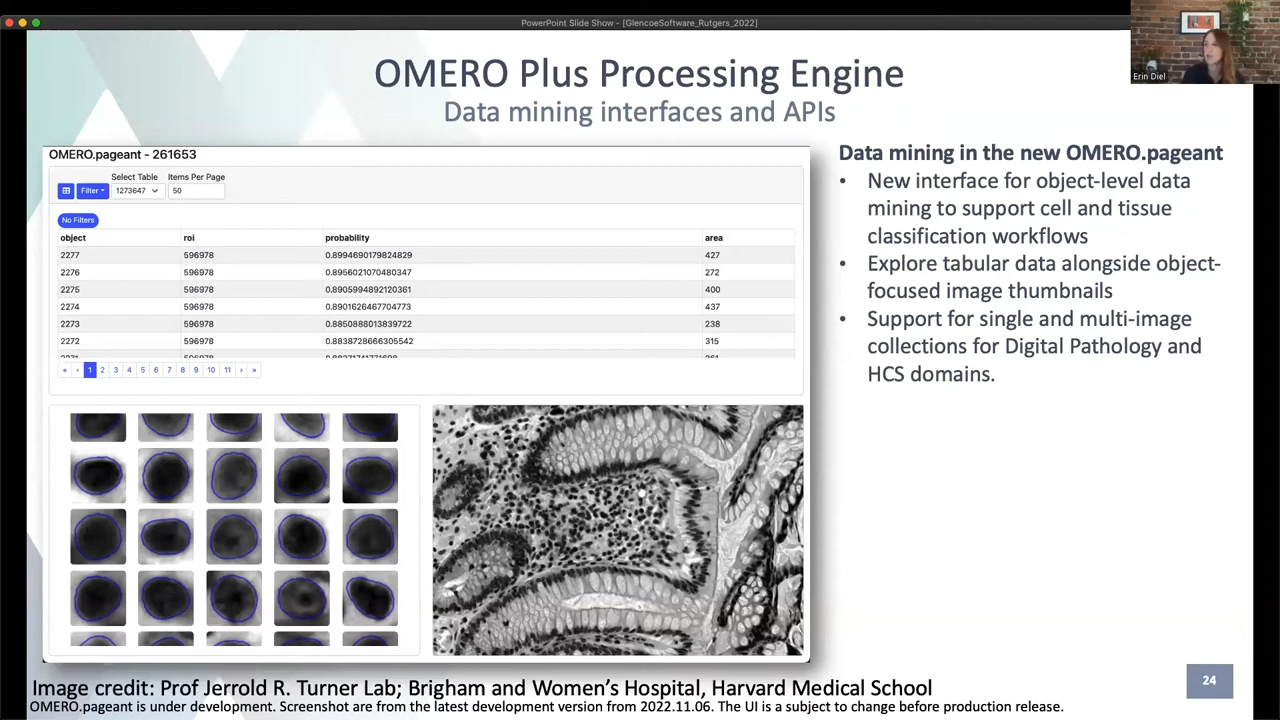 PowerPoint Slide Show - [GlencoeSoftware_Rutgers_2022]
Erin Diel
OMERO Plus Processing Engine
Data mining interfaces and APIs
OMERO.pageant - 261653
Select Table Items Per Page
Filter 1273647 50
No Filters
object roi probability area
2277 596978 0.8994690179824829 427
2276 596978 0.8956021070480347 272
2275 596978 0.8905994892120361 400
2274 596978 0.8901626467704773 437
2273 596978 0.8850888013839722 238
2272 596978 0.8838728666305542 315
« ‹ 1 2 3 4 5 6 7 8 9 10 11 › »
Data mining in the new OMERO.pageant
• New interface for object-level data
mining to support cell and tissue
classification workflows
• Explore tabular data alongside object-
focused image thumbnails
• Support for single and multi-image
collections for Digital Pathology and
HCS domains.
Image credit: Prof Jerrold R. Turner Lab; Brigham and Women's Hospital, Harvard Medical School
OMERO.pageant is under development. Screenshot are from the latest development version from 2022.11.06. The UI is a subject to change before production release.
24